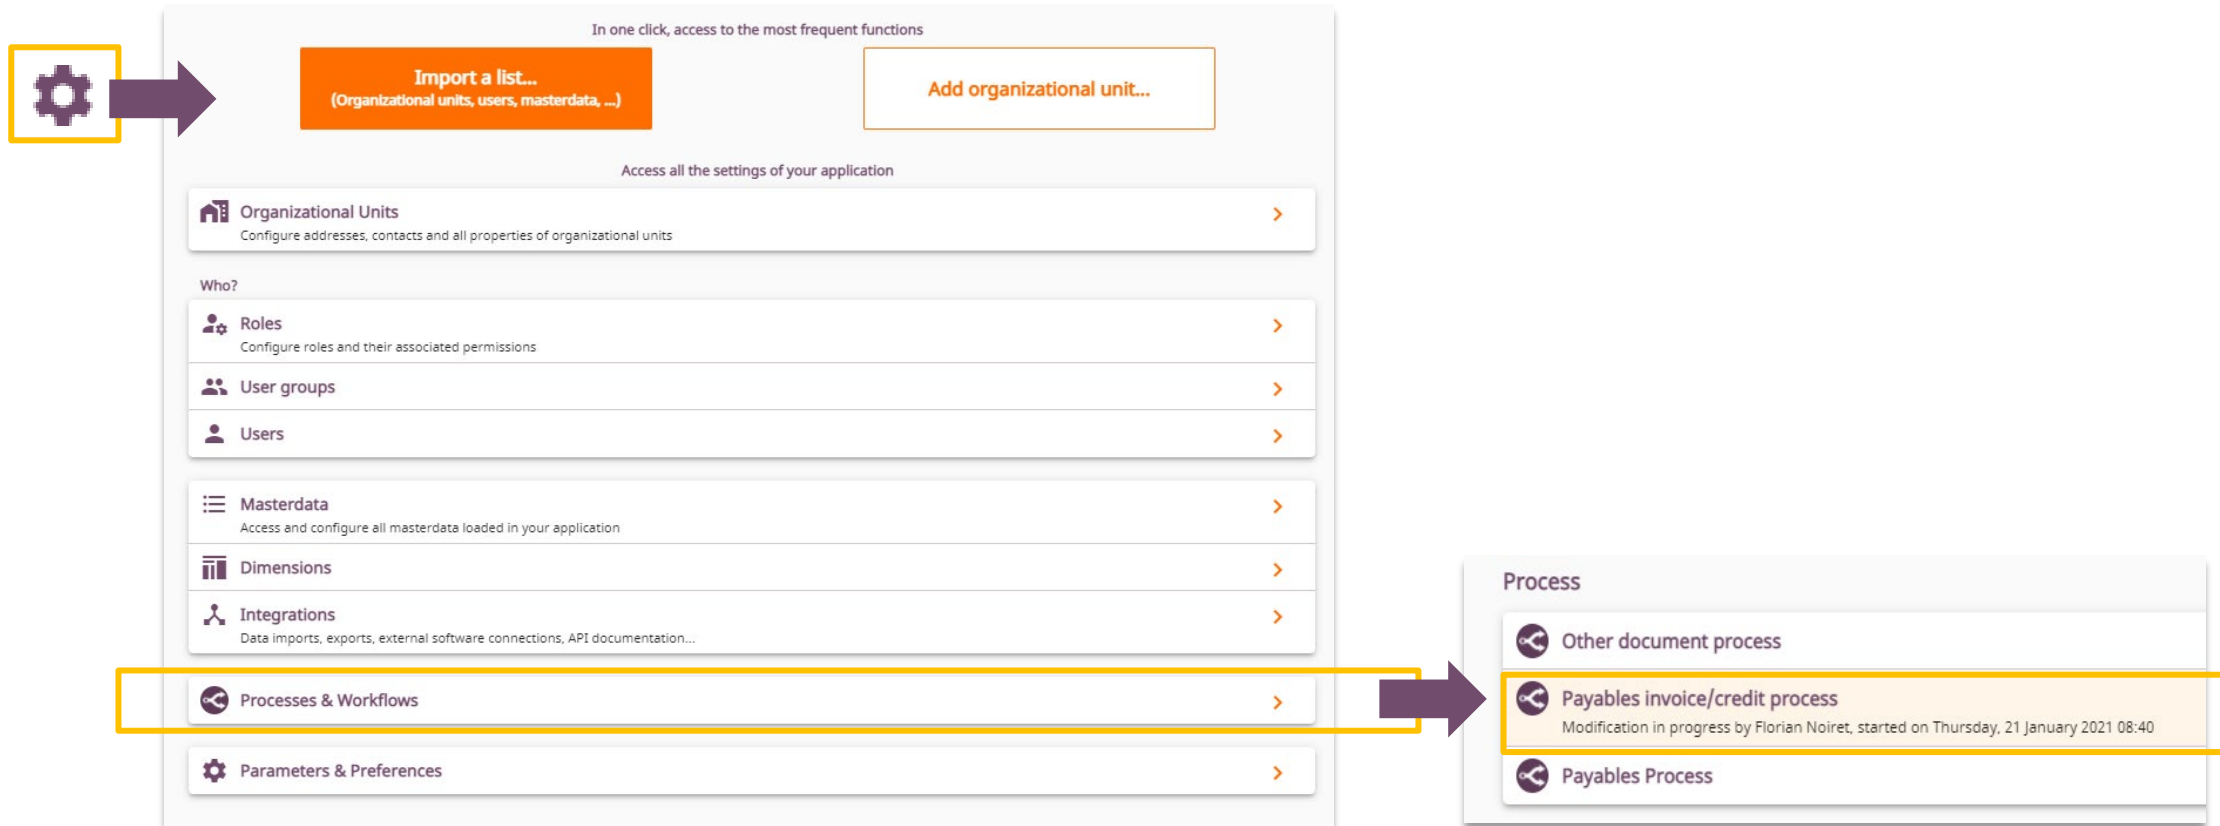 In one click, access to the most frequent functions
Import a list...
(Organizational units, users, masterdata, ...)
Add organizational unit...
Access all the settings of your application
Organizational Units
Configure addresses, contacts and all properties of organizational units
Who?
Roles
Configure roles and their associated permissions
User groups
Users
Masterdata
Access and configure all masterdata loaded in your application
Dimensions
Integrations
Data imports, exports, external software connections, API documentation...
Processes & Workflows
Parameters & Preferences
Process
Other document process
Payables invoice/credit process
Modification in progress by Florian Noiret, started on Thursday, 21 January 2021 08:40
Payables Process